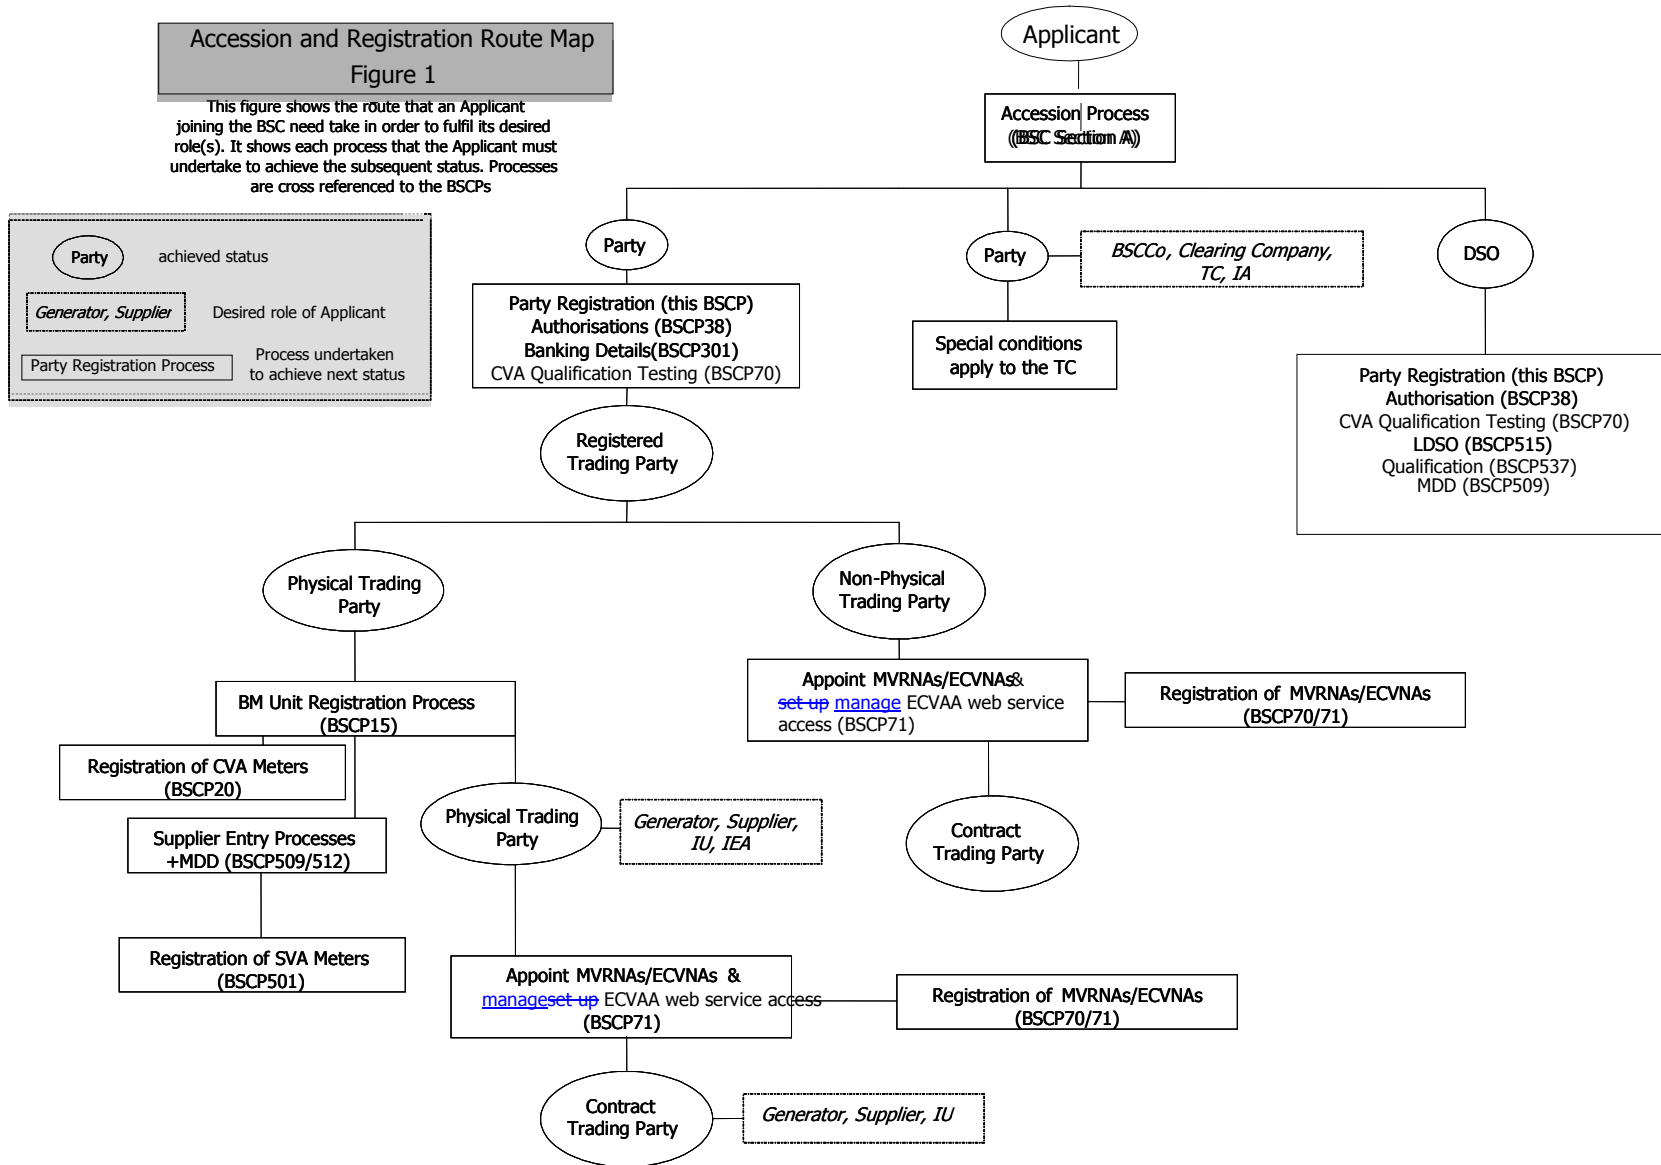 Accession and Registration Route Map
Figure 1
This figure shows the route that an Applicant
joining the BSC need take in order to fulfil its desired
role(s). It shows each process that the Applicant must
undertake to achieve the subsequent status. Processes
are cross referenced to the BSCPs
Party
achieved status
Generator, Supplier
Desired role of Applicant
Party Registration Process
Process undertaken
to achieve next status
Applicant
Accession Process
(BSC Section A)
Party
Party
BSCCo, Clearing Company,
TC, IA
DSO
Party Registration (this BSCP)
Authorisations (BSCP38)
Banking Details(BSCP301)
CVA Qualification Testing (BSCP70)
Special conditions
apply to the TC
Party Registration (this BSCP)
Authorisation (BSCP38)
CVA Qualification Testing (BSCP70)
LDSO (BSCP515)
Qualification (BSCP537)
MDD (BSCP509)
Registered
Trading Party
Physical Trading
Party
Non-Physical
Trading Party
BM Unit Registration Process
(BSCP15)
Appoint MVRNAs/ECVNAs&
set up manage ECVAA web service
access (BSCP71)
Registration of MVRNAs/ECVNAs
(BSCP70/71)
Registration of CVA Meters
(BSCP20)
Supplier Entry Processes
+MDD (BSCP509/512)
Registration of SVA Meters
(BSCP501)
Physical Trading
Party
Generator, Supplier,
IU, IEA
Contract
Trading Party
Appoint MVRNAs/ECVNAs &
manageset up ECVAA web service access
(BSCP71)
Registration of MVRNAs/ECVNAs
(BSCP70/71)
Contract
Trading Party
Generator, Supplier, IU